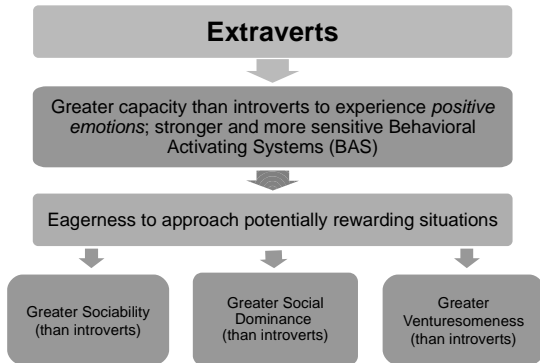 Extraverts
Greater capacity than introverts to experience positive
emotions; stronger and more sensitive Behavioral
Activating Systems (BAS)
Eagerness to approach potentially rewarding situations
Greater Sociability
(than introverts)
Greater Social
Dominance
(than introverts)
Greater
Venturesomeness
(than introverts)